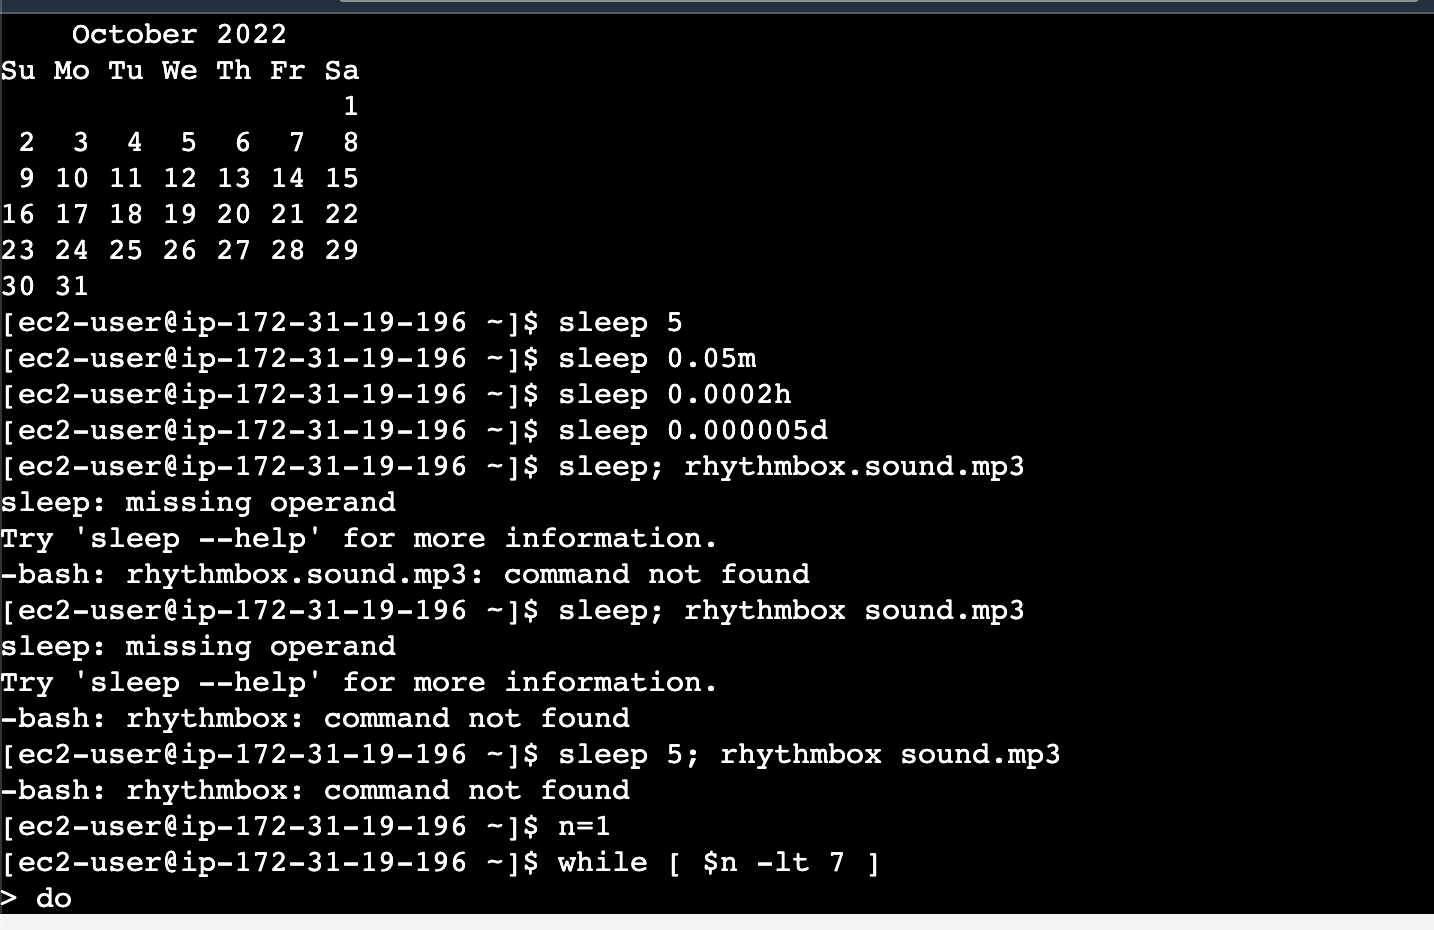 October 2022
Su Mo Tu We Th Fr Sa
1
2 3 4 5 6 7 8
9 10 11 12 13 14 15
16 17 18 19 20 21 22
23 24 25 26 27 28 29
30 31
[ec2-user@ip-172-31-19-196 ~]$ sleep 5
[ec2-user@ip-172-31-19-196 ~]$ sleep 0.05m
[ec2-user@ip-172-31-19-196 ~]$ sleep 0.0002h
[ec2-user@ip-172-31-19-196 ~]$ sleep 0.000005d
[ec2-user@ip-172-31-19-196 ~]$ sleep; rhythmbox.sound.mp3
sleep: missing operand
Try 'sleep --help' for more information.
-bash: rhythmbox.sound.mp3: command not found
[ec2-user@ip-172-31-19-196 ~]$ sleep; rhythmbox sound.mp3
sleep: missing operand
Try 'sleep --help' for more information.
-bash: rhythmbox: command not found
[ec2-user@ip-172-31-19-196 ~]$ sleep 5; rhythmbox sound.mp3
-bash: rhythmbox: command not found
[ec2-user@ip-172-31-19-196 ~]$ n=1
[ec2-user@ip-172-31-19-196 ~]$ while [ $n -lt 7 ]
> do